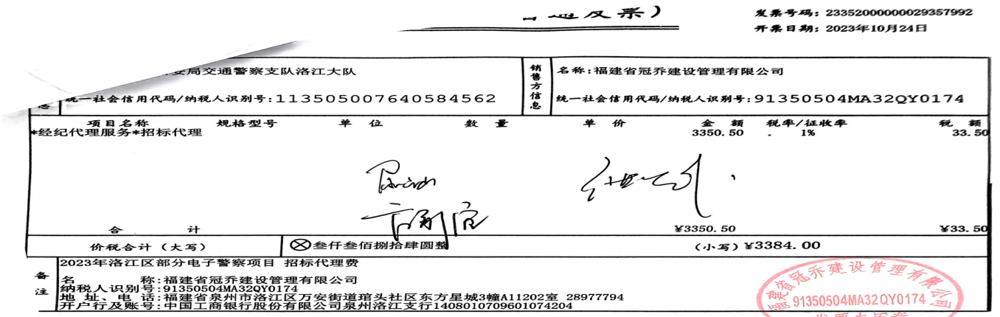 通发票）
发票号码：23352000000029357992
开票日期：2023年10月24日
安局交通警察支队洛江大队
统一社会信用代码/纳税人识别号：113505007640584562
销售方信息
名称：福建省冠乔建设管理有限公司
统一社会信用代码/纳税人识别号：91350504MA32QY0174
项目名称 规格型号 单位 数量 单价 金额 税率/征收率 税额
*经纪代理服务*招标代理 3350.50 1% 33.50
合计 ¥3350.50 ¥33.50
价税合计（大写） ⊗叁仟叁佰捌拾肆圆整 （小写）¥3384.00
备注
2023年洛江区部分电子警察项目 招标代理费
名称：福建省冠乔建设管理有限公司
纳税人识别号：91350504MA32QY0174
地址、电话：福建省泉州市洛江区万安街道琯头社区东方星城3幢A11202室 28977794
开户行及账号：中国工商银行股份有限公司泉州洛江支行1408010709601074204
福建省冠乔建设管理有限公司
91350504MA32QY0174
发票专用章